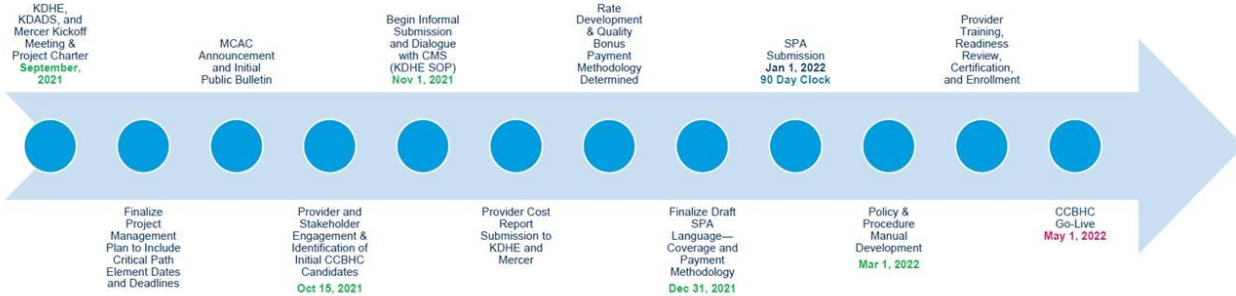 KDHE,
KDADS, and
Mercer Kickoff
Meeting &
Project Charter
September,
2021
Finalize
Project
Management
Plan to Include
Critical Path
Element Dates
and Deadlines
MCAC
Announcement
and Initial
Public Bulletin
Provider and
Stakeholder
Engagement &
Identification of
Initial CCBHC
Candidates
Oct 15, 2021
Begin Informal
Submission
and Dialogue
with CMS
(KDHE SOP)
Nov 1, 2021
Provider Cost
Report
Submission to
KDHE and
Mercer
Rate
Development
& Quality
Bonus
Payment
Methodology
Determined
Finalize Draft
SPA
Language—
Coverage and
Payment
Methodology
Dec 31, 2021
SPA
Submission
Jan 1, 2022
90 Day Clock
Policy &
Procedure
Manual
Development
Mar 1, 2022
Provider
Training,
Readiness
Review,
Certification,
and Enrollment
CCBHC
Go-Live
May 1, 2022